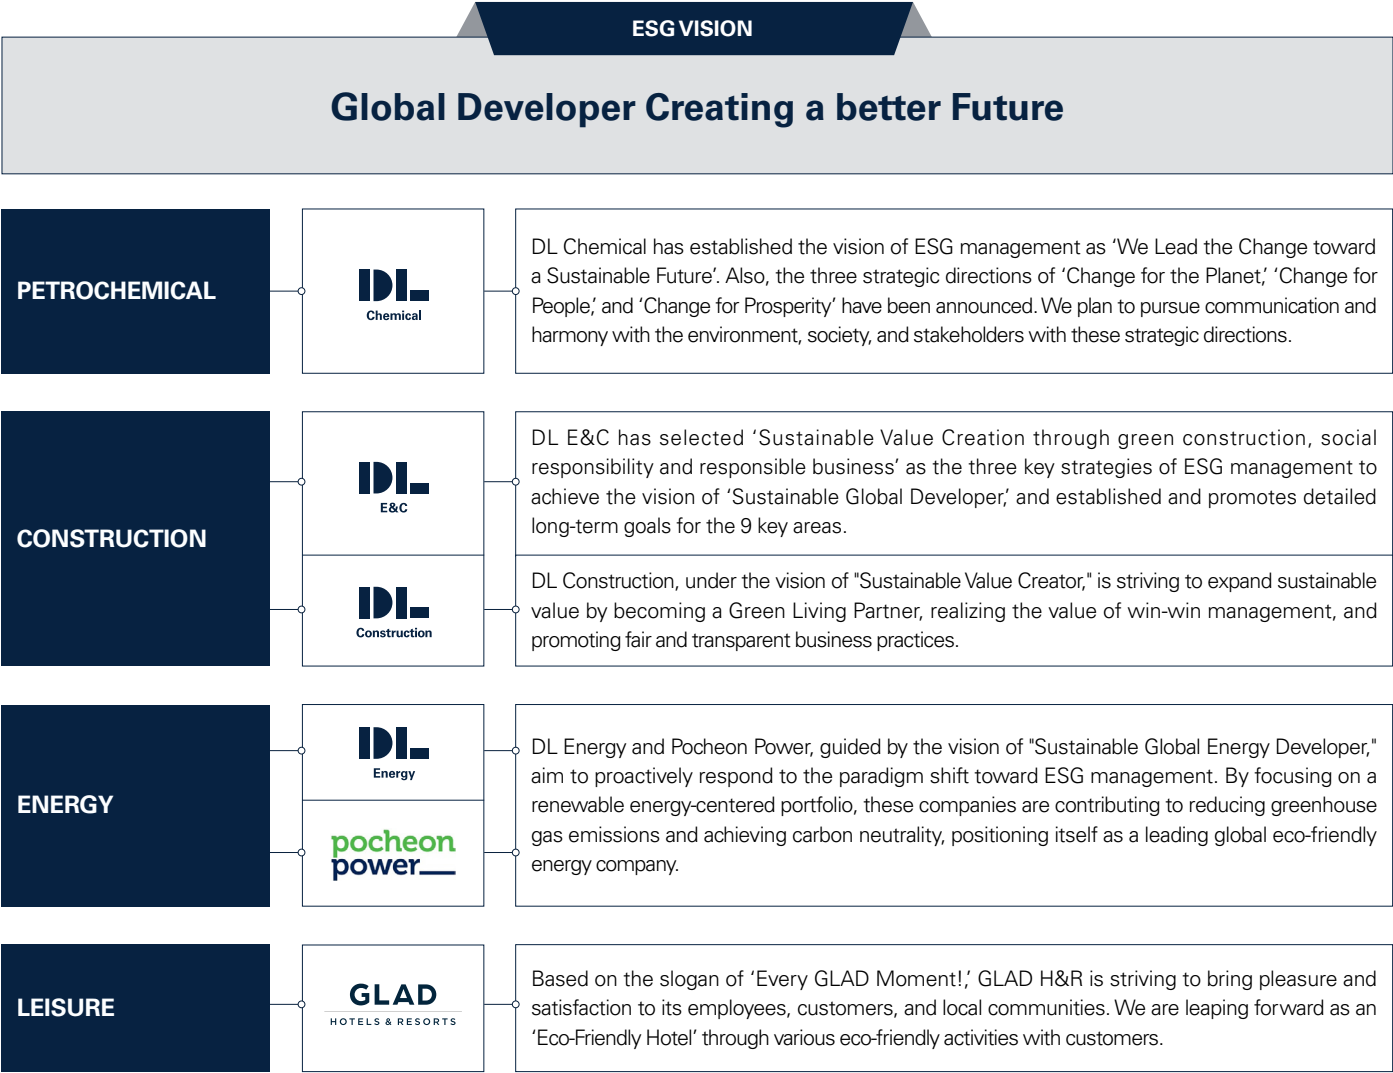 ESG VISION
Global Developer Creating a better Future
PETROCHEMICAL
DL
Chemical
DL Chemical has established the vision of ESG management as ‘We Lead the Change toward
a Sustainable Future’. Also, the three strategic directions of ‘Change for the Planet,’ ‘Change for
People,’ and ‘Change for Prosperity’ have been announced. We plan to pursue communication and
harmony with the environment, society, and stakeholders with these strategic directions.
CONSTRUCTION
DL
E&C
DL E&C has selected ‘Sustainable Value Creation through green construction, social
responsibility and responsible business’ as the three key strategies of ESG management to
achieve the vision of ‘Sustainable Global Developer,’ and established and promotes detailed
long-term goals for the 9 key areas.
DL
Construction
DL Construction, under the vision of "Sustainable Value Creator," is striving to expand sustainable
value by becoming a Green Living Partner, realizing the value of win-win management, and
promoting fair and transparent business practices.
ENERGY
DL
Energy
pocheon
power
DL Energy and Pocheon Power, guided by the vision of "Sustainable Global Energy Developer,"
aim to proactively respond to the paradigm shift toward ESG management. By focusing on a
renewable energy-centered portfolio, these companies are contributing to reducing greenhouse
gas emissions and achieving carbon neutrality, positioning itself as a leading global eco-friendly
energy company.
LEISURE
GLAD
HOTELS & RESORTS
Based on the slogan of ‘Every GLAD Moment!,’ GLAD H&R is striving to bring pleasure and
satisfaction to its employees, customers, and local communities. We are leaping forward as an
‘Eco-Friendly Hotel’ through various eco-friendly activities with customers.